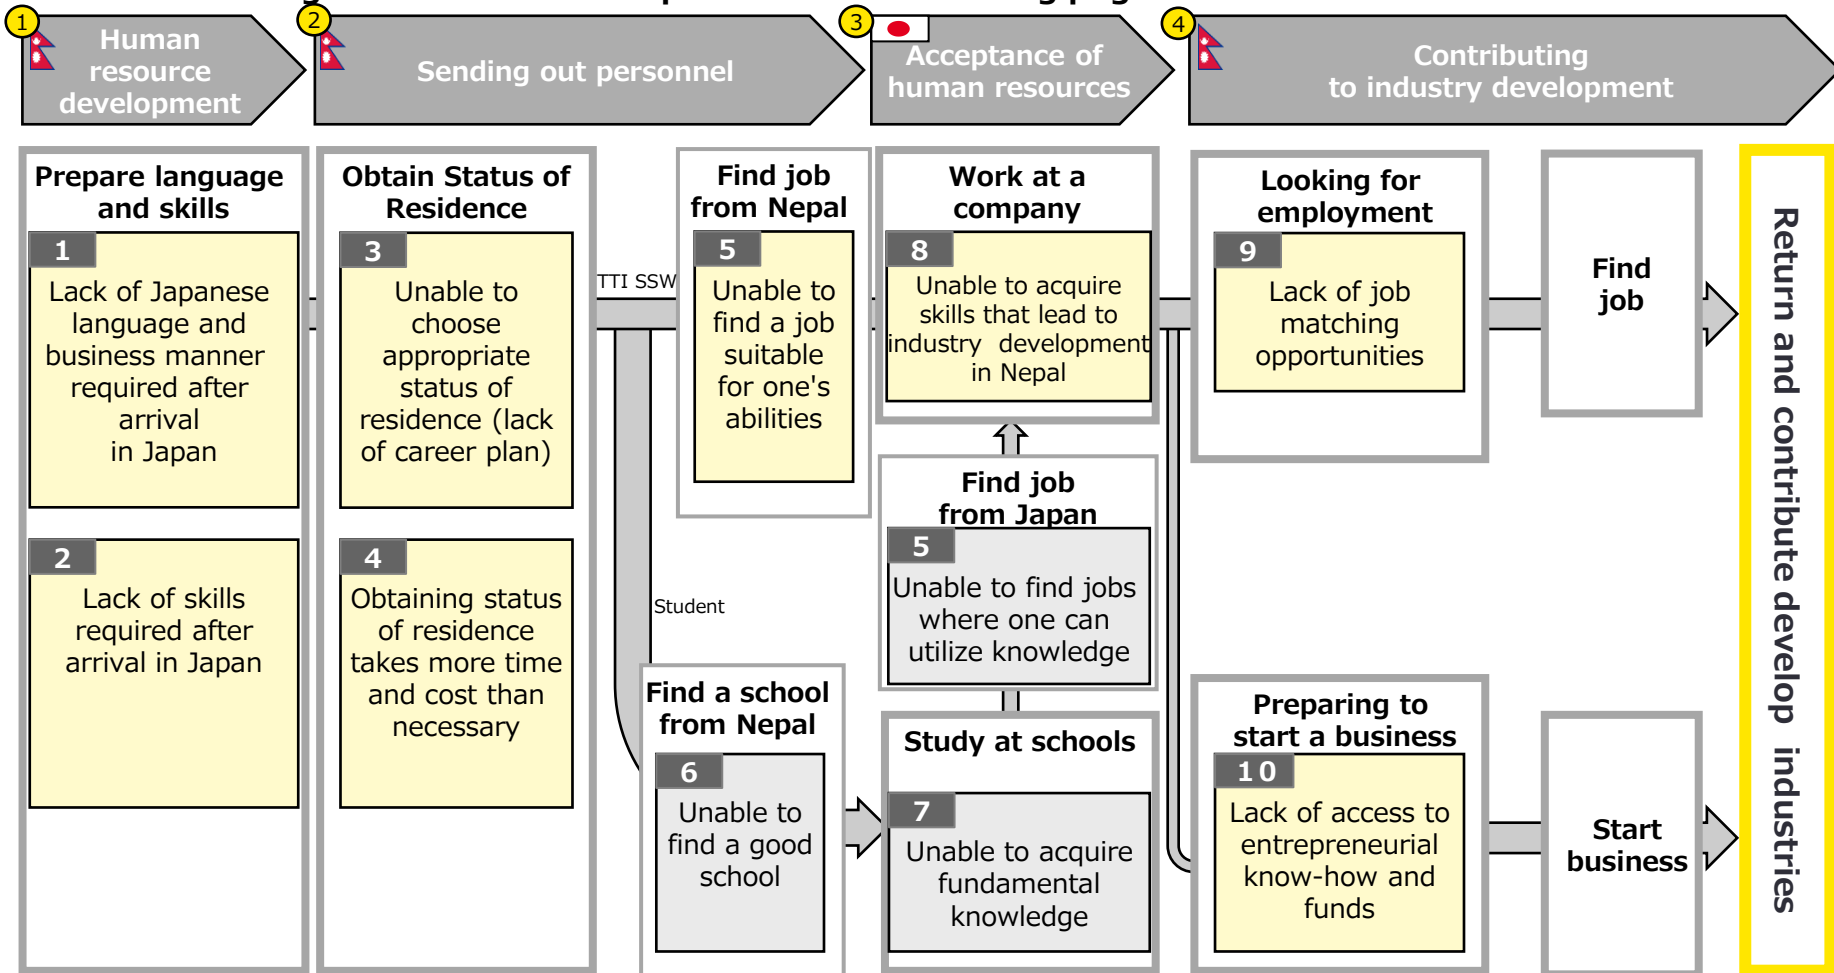 1
Human
resource
development
2
Sending out personnel
3
Acceptance of
human resources
4
Contributing
to industry development
Prepare language
and skills
1
Lack of Japanese
language and
business manner
required after
arrival
in Japan
2
Lack of skills
required after
arrival in Japan
Obtain Status of
Residence
3
Unable to
choose
appropriate
status of
residence (lack
of career plan)
4
Obtaining status
of residence
takes more time
and cost than
necessary
TTI SSW
Student
Find job
from Nepal
5
Unable to
find a job
suitable
for one's
abilities
Find a school
from Nepal
6
Unable to
find a good
school
Work at a
company
8
Unable to acquire
skills that lead to
industry development
in Nepal
Find job
from Japan
5
Unable to find jobs
where one can
utilize knowledge
Study at schools
7
Unable to acquire
fundamental
knowledge
Looking for
employment
9
Lack of job
matching
opportunities
Preparing to
start a business
10
Lack of access to
entrepreneurial
know-how and
funds
Find
job
Start
business
Return and contribute develop industries